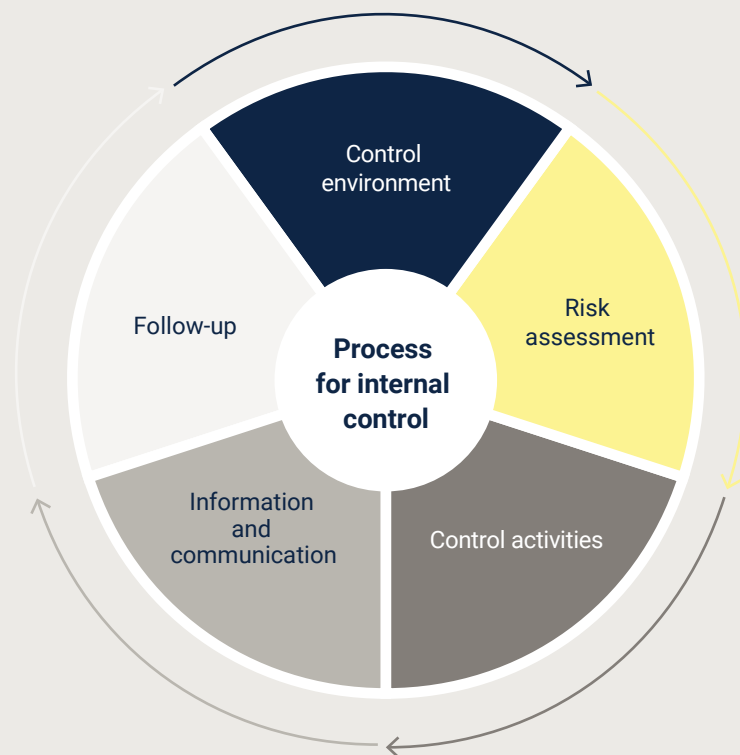 Control
environment
Risk
assessment
Control activities
Information
and
communication
Follow-up
Process
for internal
control